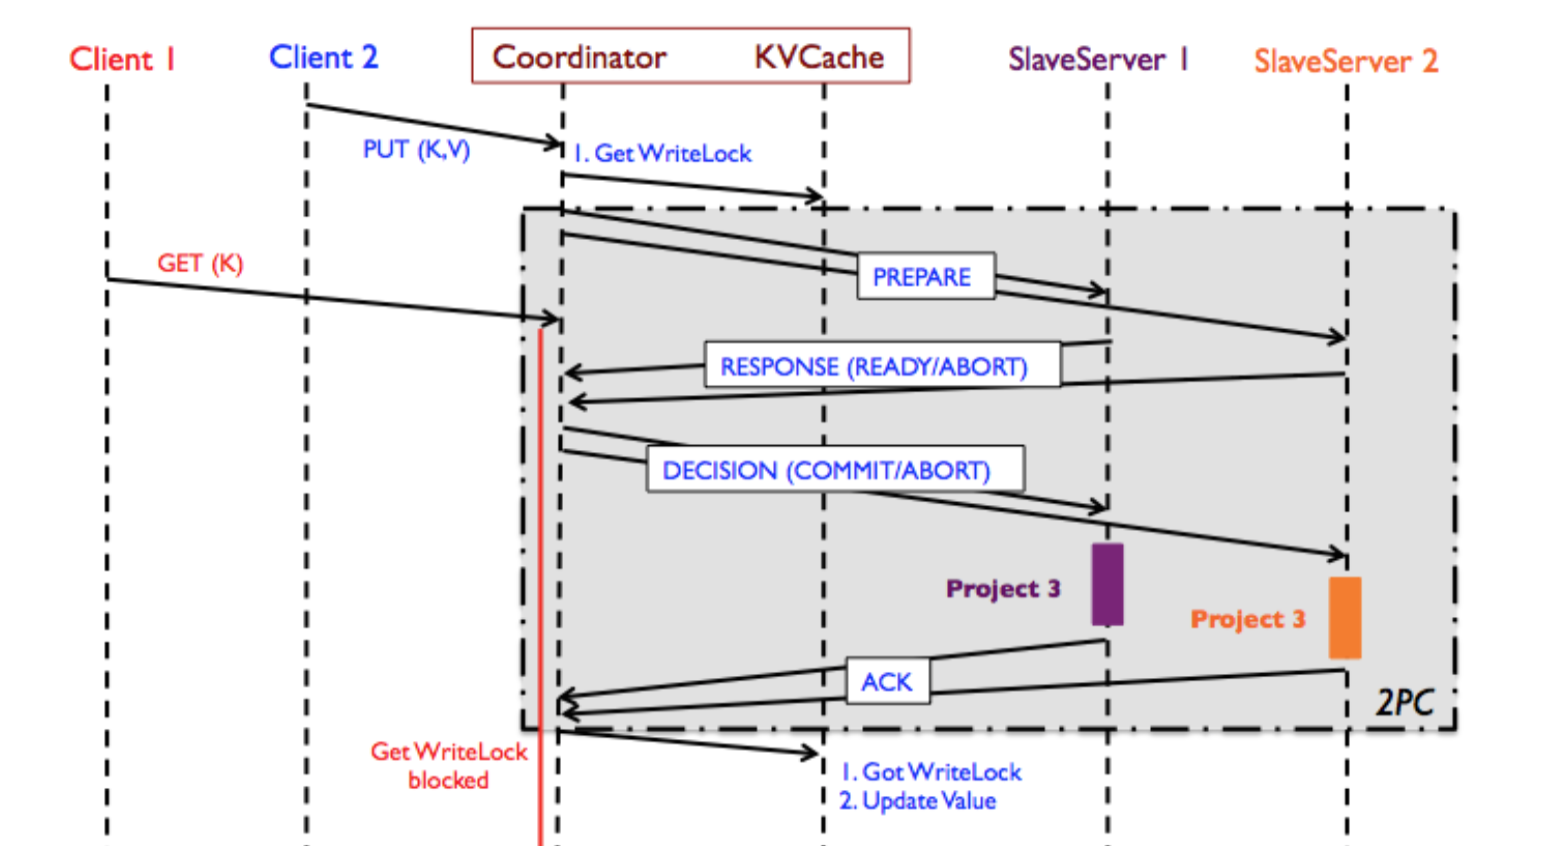 Client 1
Client 2
Coordinator
KVCache
SlaveServer 1
SlaveServer 2
PUT (K,V)
1. Get WriteLock
GET (K)
PREPARE
RESPONSE (READY/ABORT)
DECISION (COMMIT/ABORT)
Project 3
Project 3
ACK
2PC
Get WriteLock
blocked
1. Got WriteLock
2. Update Value